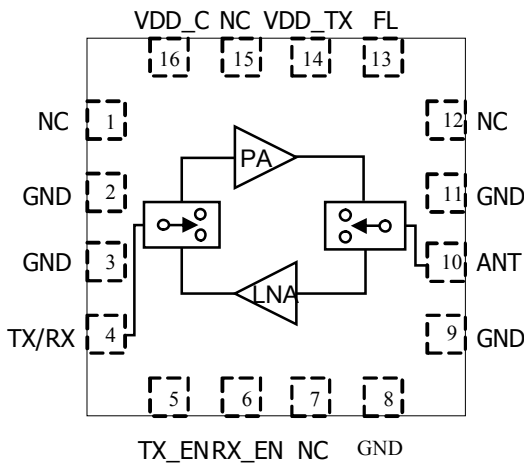 VDD_C NC VDD_TX FL
16 15 14 13
NC 1 12 NC
PA
GND 2 11 GND
GND 3 10 ANT
LNA
TX/RX 4 9 GND
5 6 7 8
TX_EN RX_EN NC GND